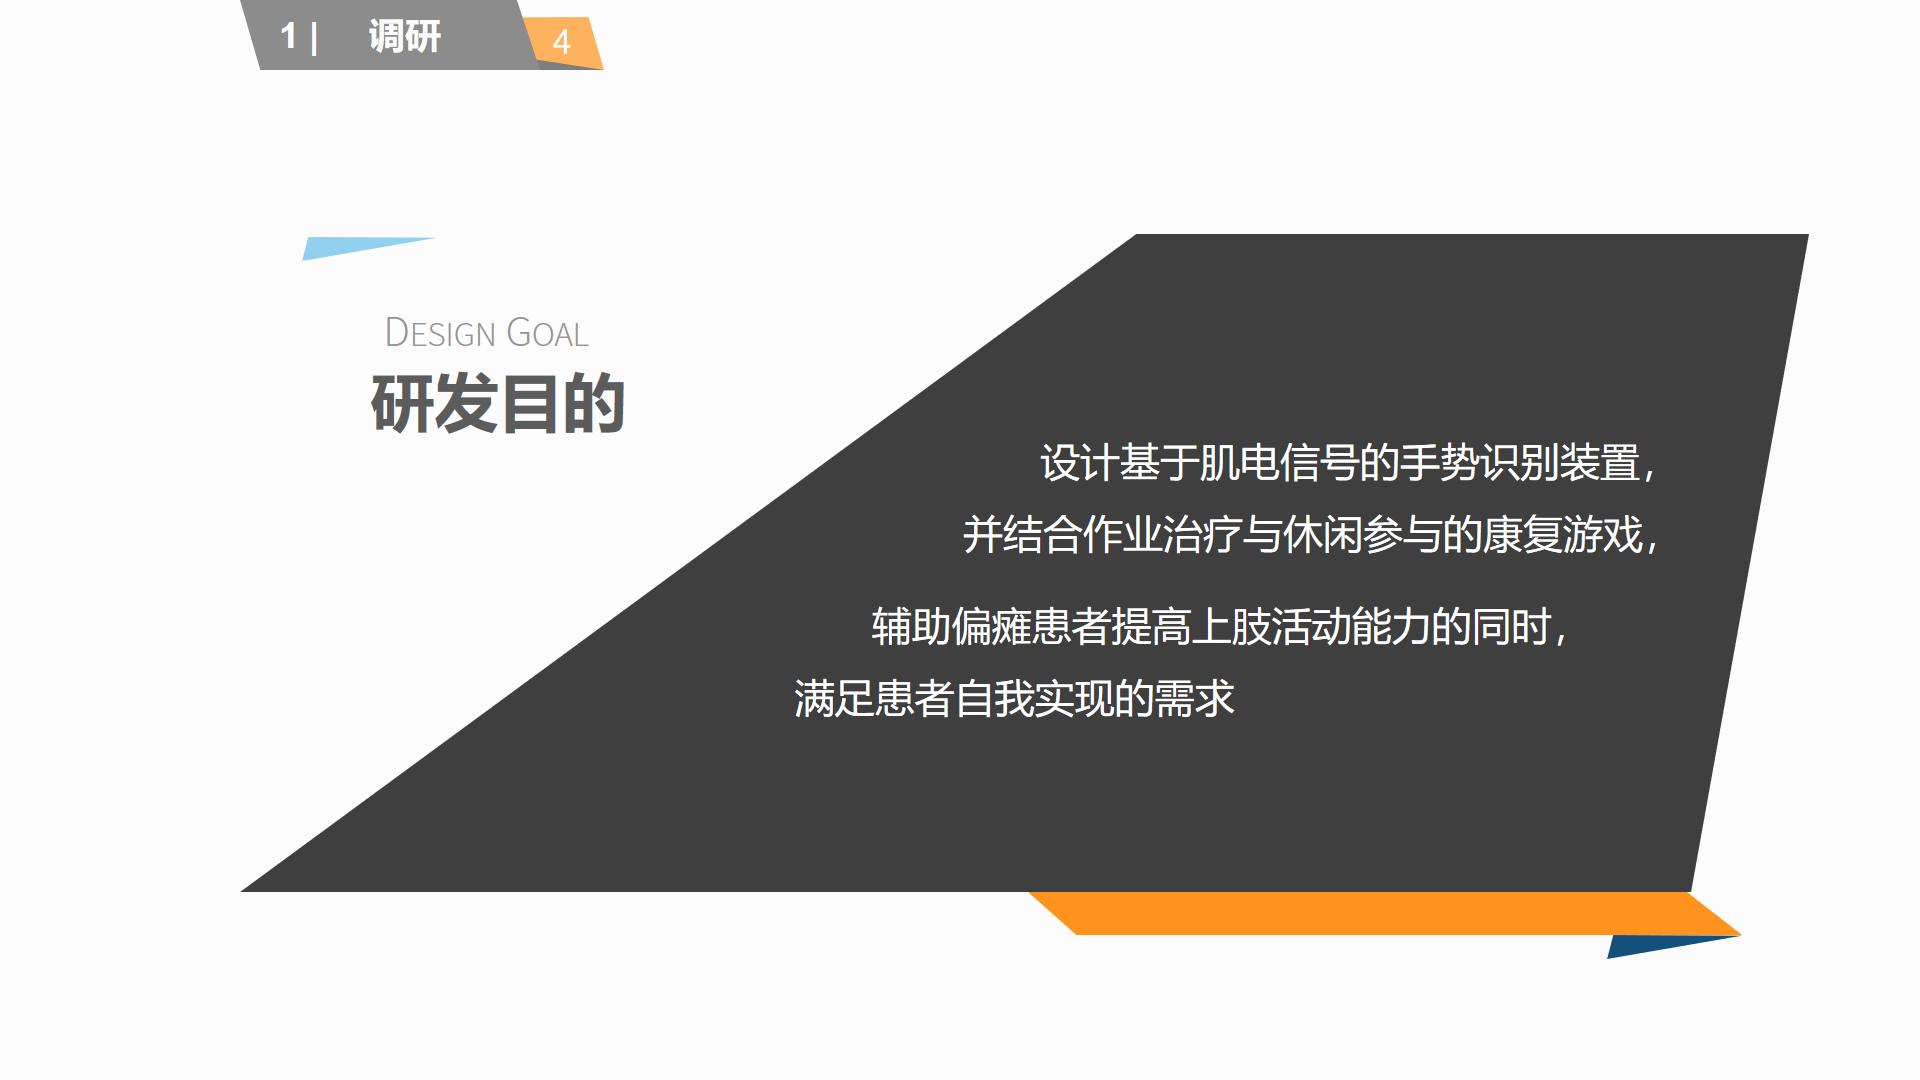 1 | 调研
4
DESIGN GOAL
研发目的
设计基于肌电信号的手势识别装置，
并结合作业治疗与休闲参与的康复游戏，
辅助偏瘫患者提高上肢活动能力的同时，
满足患者自我实现的需求